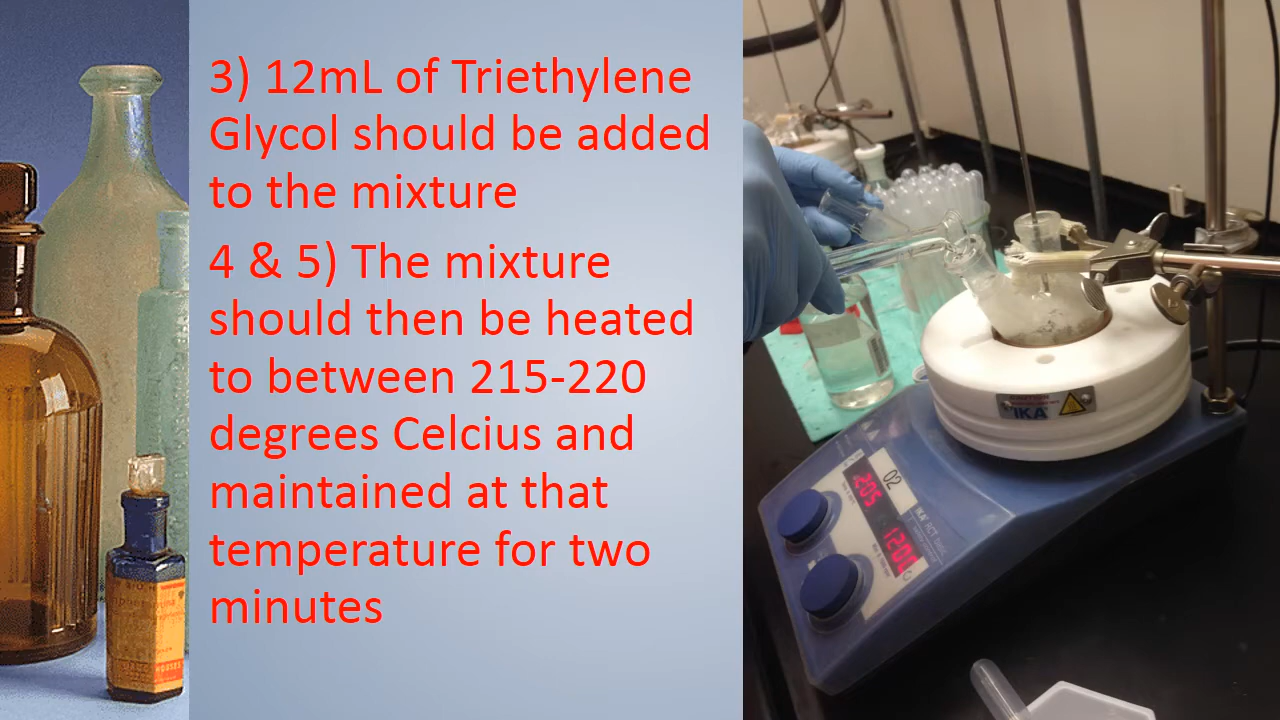 3) 12mL of Triethylene
Glycol should be added
to the mixture
4 & 5) The mixture
should then be heated
to between 215-220
degrees Celcius and
maintained at that
temperature for two
minutes
IKA
02
205
1200